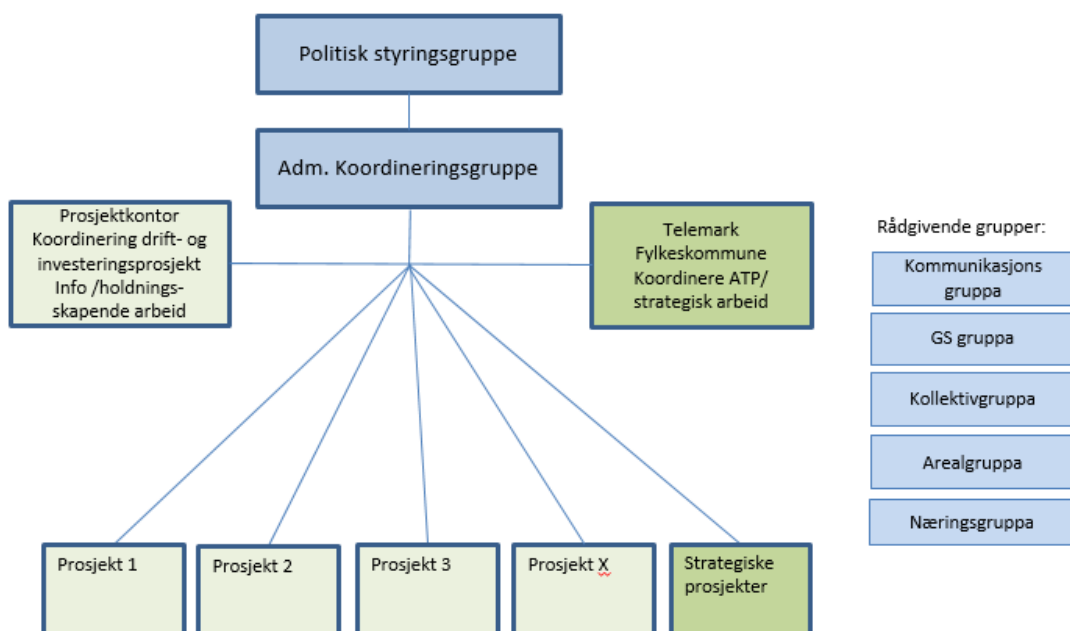 Politisk styringsgruppe
Adm. Koordineringsgruppe
Prosjektkontor
Koordinering drift- og
investeringsprosjekt
Info /holdnings-
skapende arbeid
Telemark
Fylkeskommune
Koordinere ATP/
strategisk arbeid
Rådgivende grupper:
Kommunikasjons
gruppa
GS gruppa
Kollektivgruppa
Arealgruppa
Næringsgruppa
Prosjekt 1
Prosjekt 2
Prosjekt 3
Prosjekt X
Strategiske
prosjekter